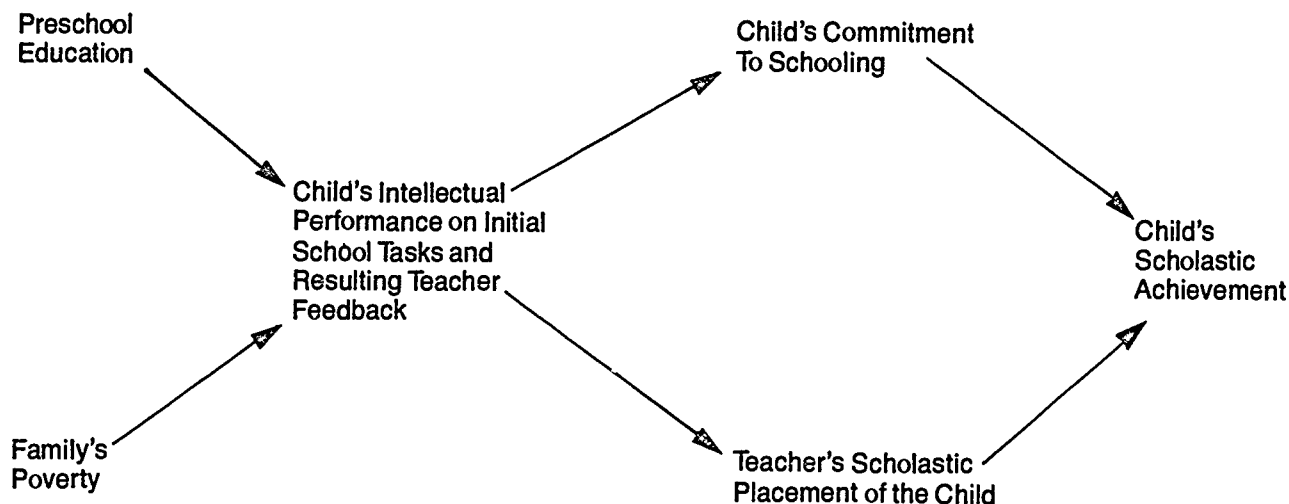 Preschool
Education
Child's Commitment
To Schooling
Child's Intellectual
Performance on Initial
School Tasks and
Resulting Teacher
Feedback
Child's
Scholastic
Achievement
Family's
Poverty
Teacher's Scholastic
Placement of the Child